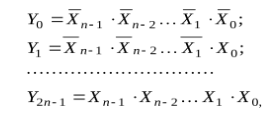 Y₀ = X̅ₙ₋₁ · X̅ₙ₋₂ … X̅₁ · X̅₀;
Y₁ = X̅ₙ₋₁ · X̅ₙ₋₂ … X̅₁ · X₀;
..............................
Y₂ₙ₋₁ = Xₙ₋₁ · Xₙ₋₂ … X₁ · X₀,